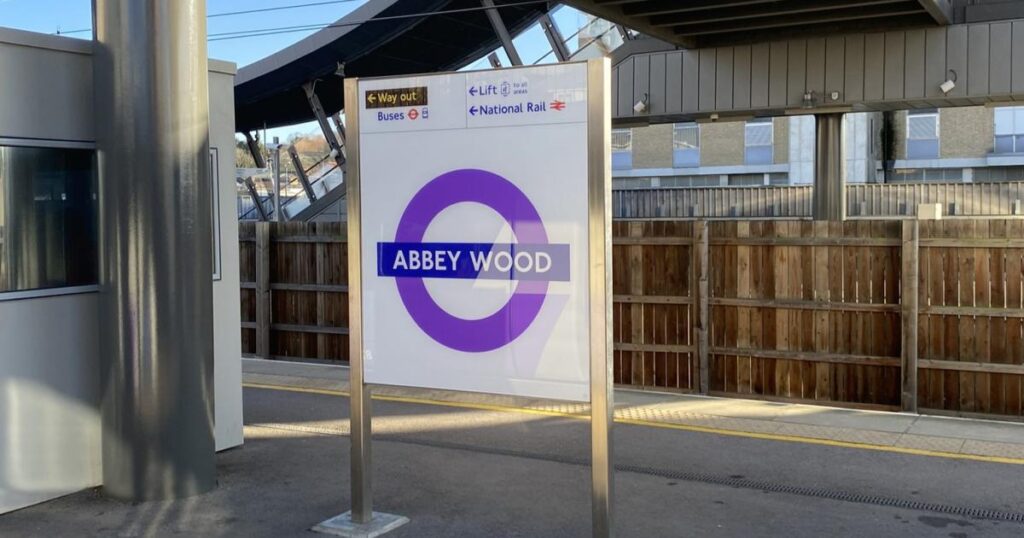 Way out
Buses
Lift to all areas
National Rail
ABBEY WOOD